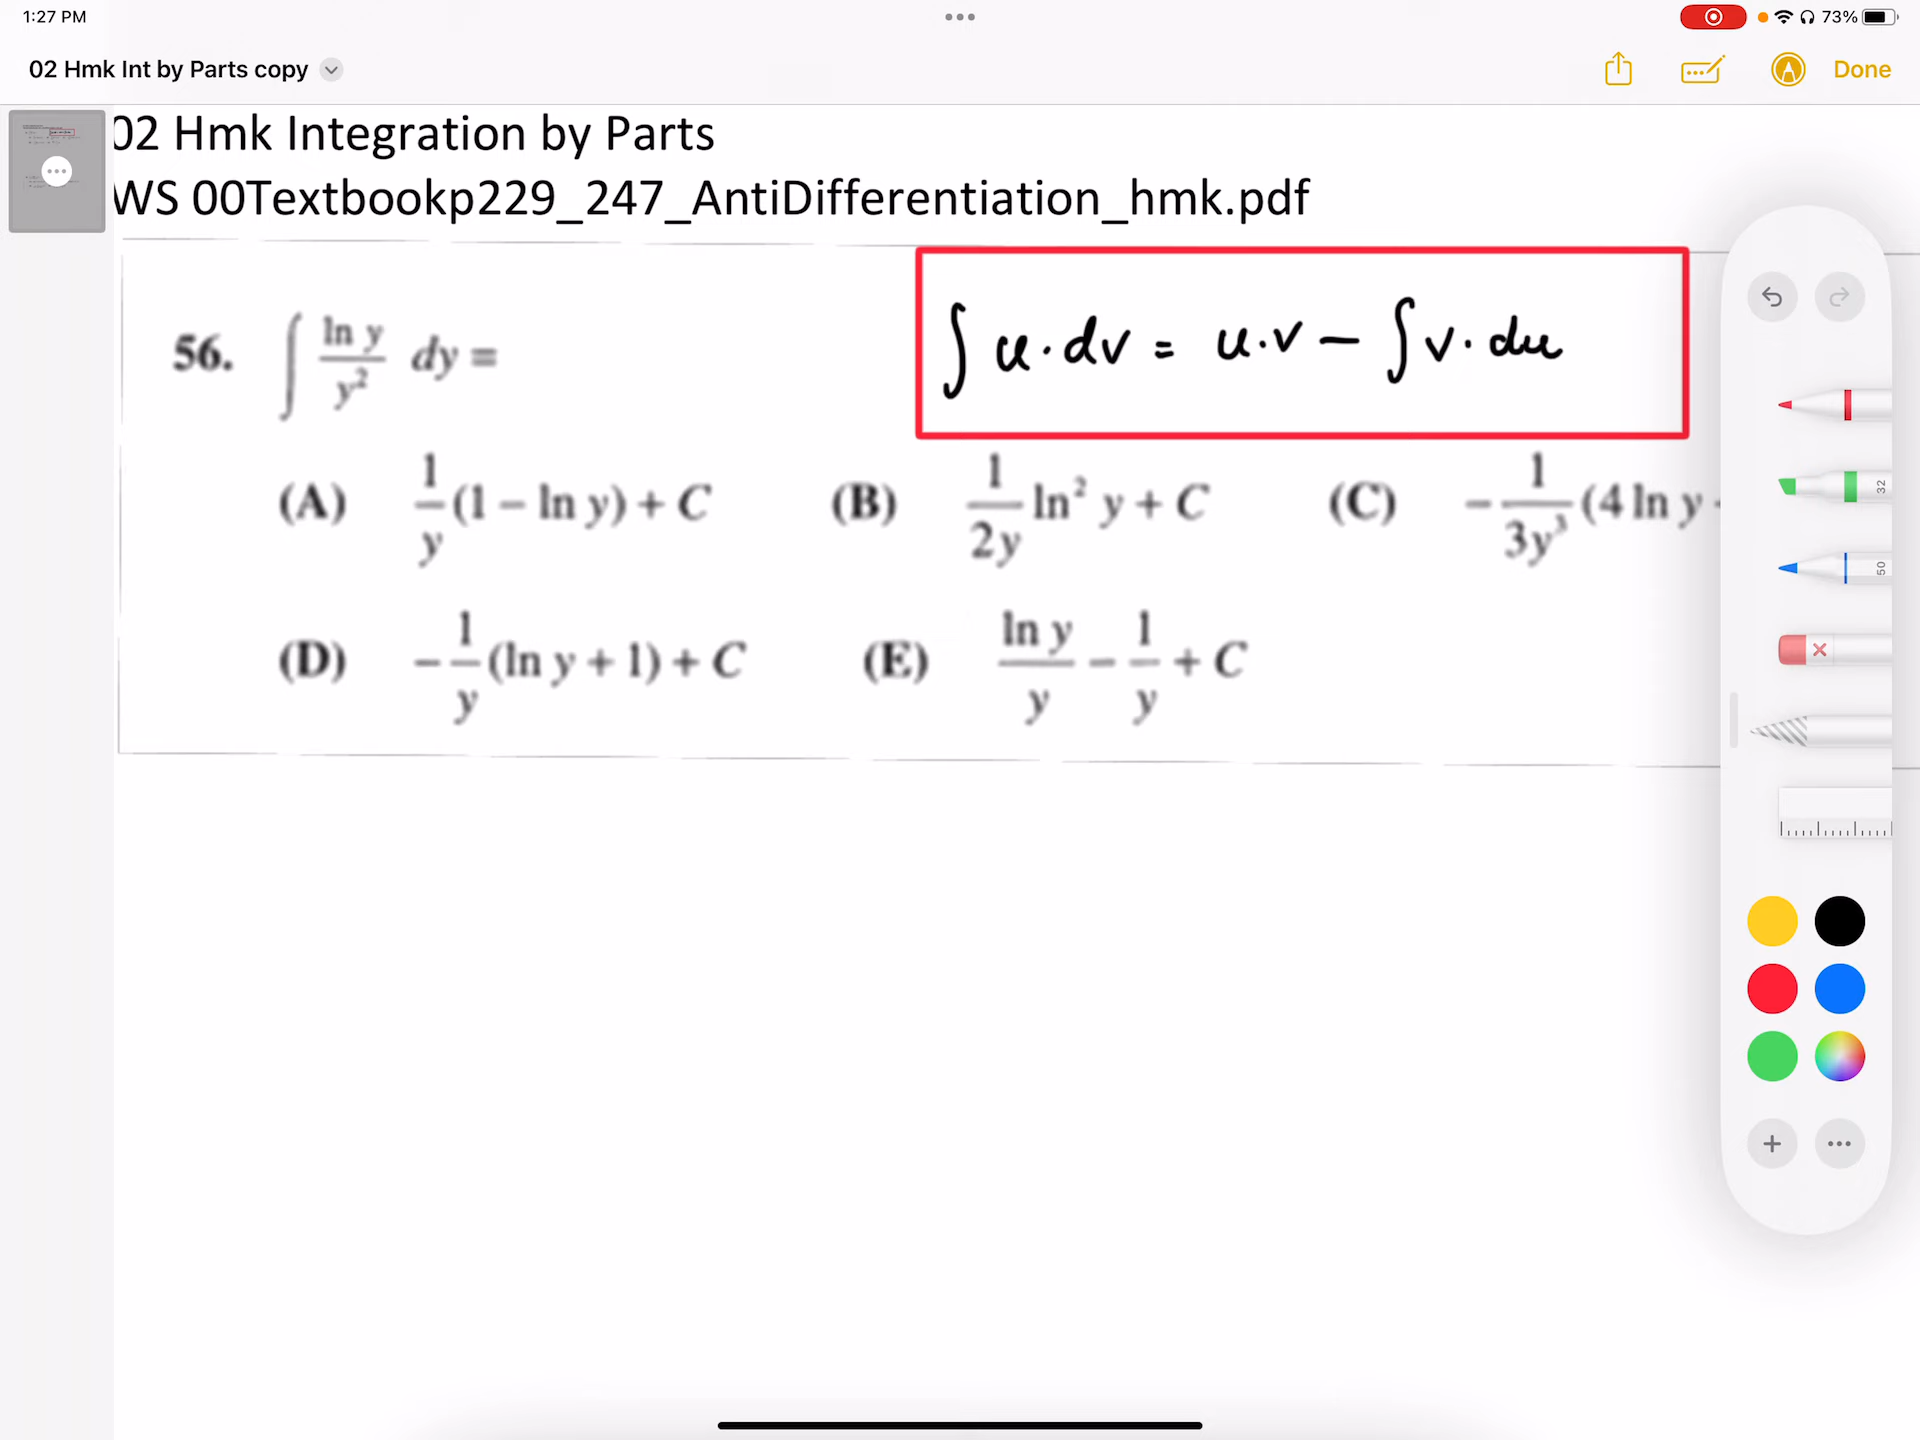 1:27 PM
73%
02 Hmk Int by Parts copy
Done
02 Hmk Integration by Parts
WS 00Textbookp229_247_AntiDifferentiation_hmk.pdf
56. ∫ ln y / y² dy =
∫ u · dv = u · v − ∫ v · du
(A) 1/y (1 − ln y) + C (B) 1/2y ln² y + C (C) − 1/3y³ (4 ln y
(D) − 1/y (ln y + 1) + C (E) ln y / y − 1/y + C
32
50